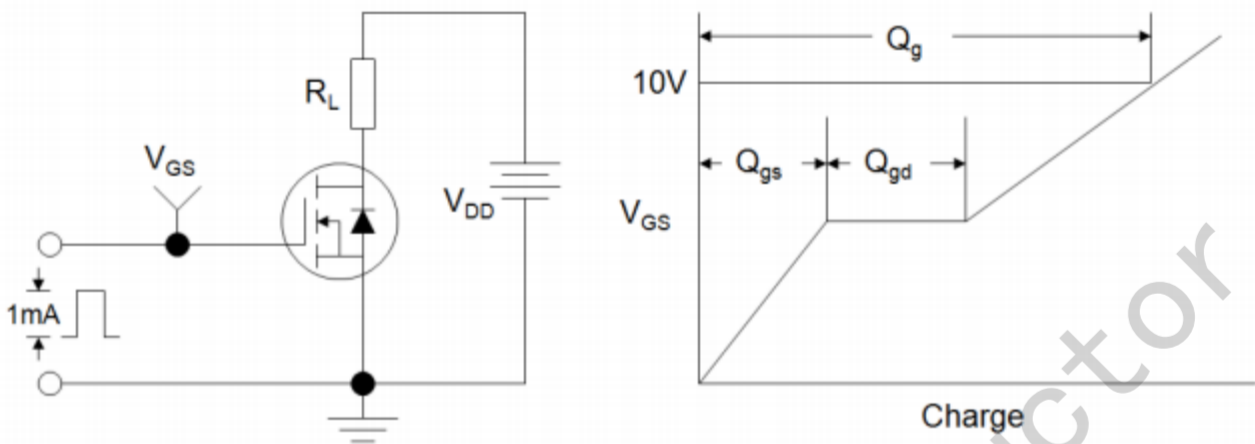 R_L
V_GS
V_DD
1mA
Q_g
10V
Q_gs
Q_gd
V_GS
Charge